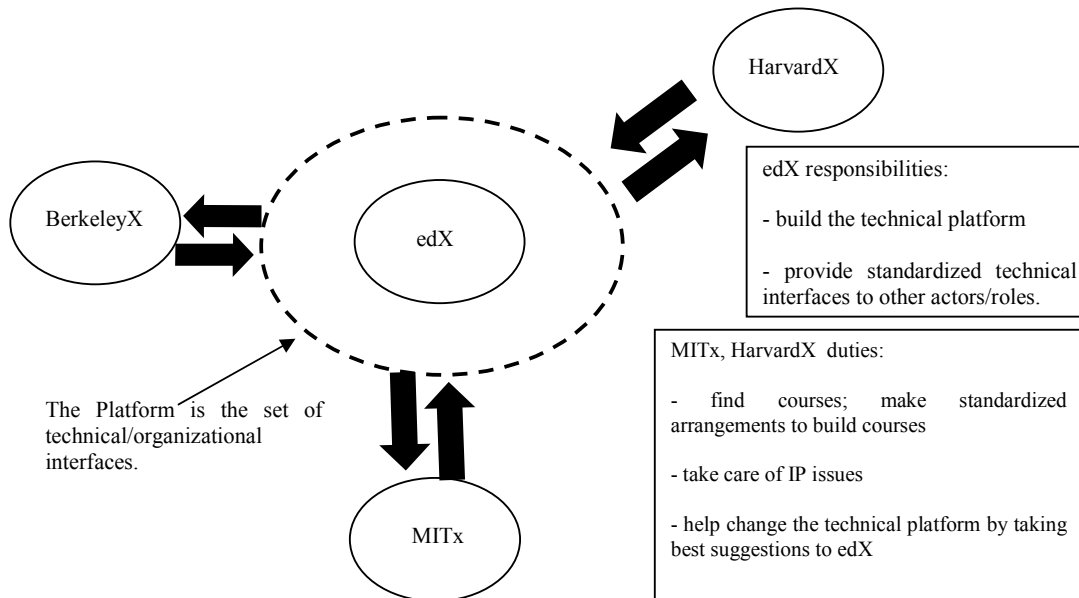 HarvardX
BerkeleyX
edX
edX responsibilities:
- build the technical platform
- provide standardized technical
interfaces to other actors/roles.
The Platform is the set of
technical/organizational
interfaces.
MITx
MITx, HarvardX duties:
- find courses; make standardized
arrangements to build courses
- take care of IP issues
- help change the technical platform by taking
best suggestions to edX